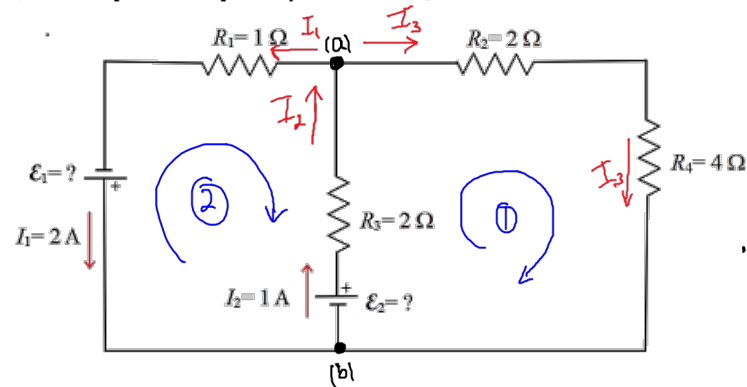 I₁ (a) I₃
R₁=1 Ω R₂=2 Ω
I₂
ℰ₁=? + ② ① I₃ R₄=4 Ω
I₁=2 A R₃=2 Ω
I₂=1 A + ℰ₂=?
(b)